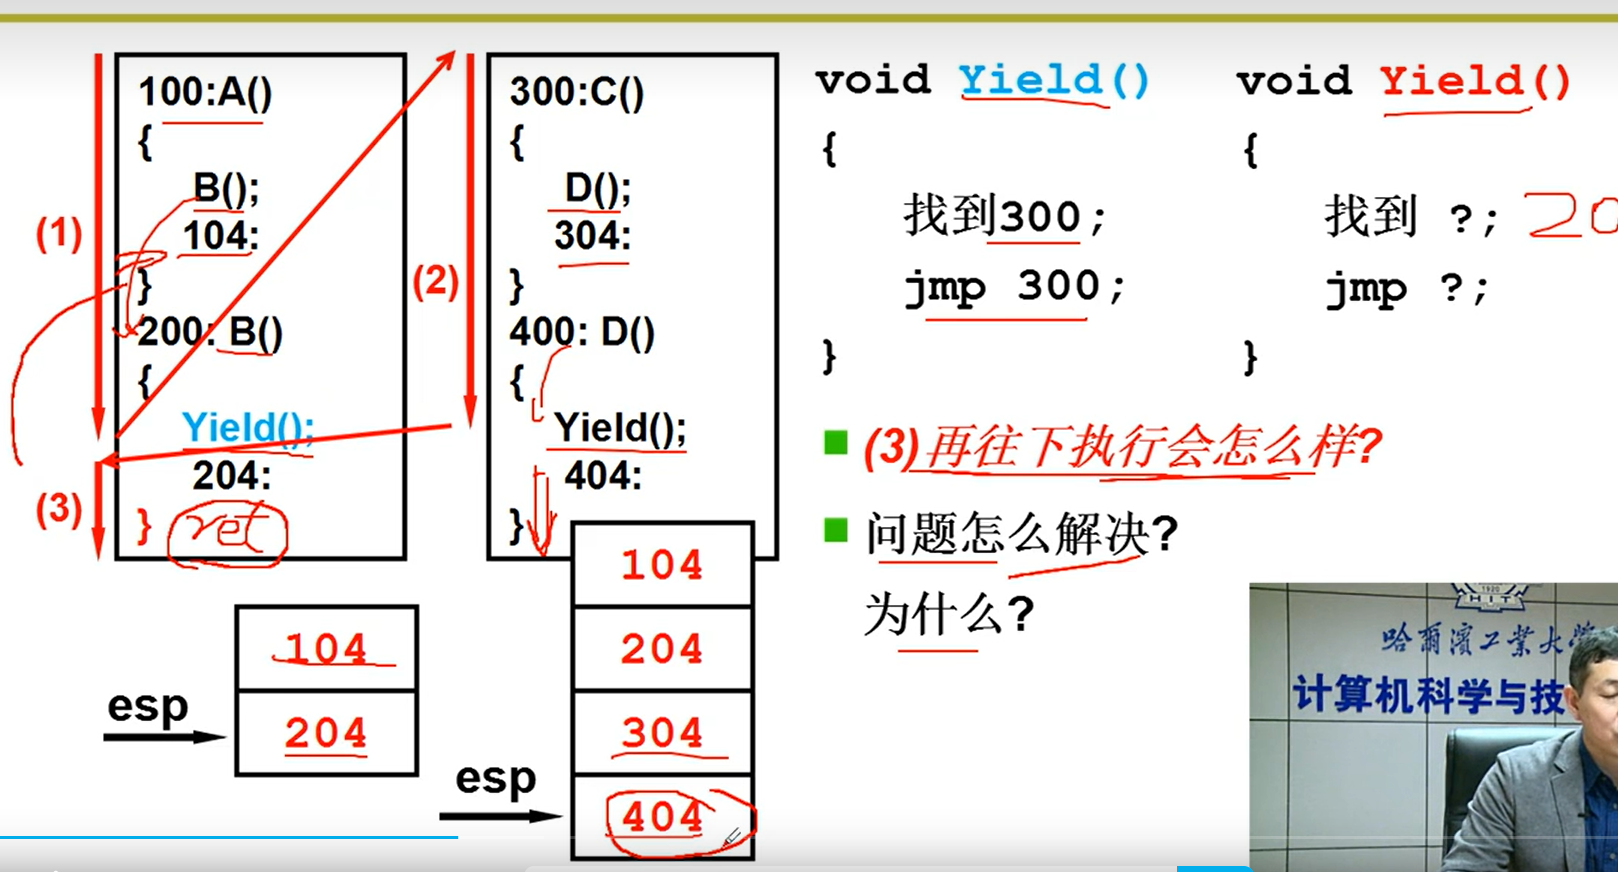 100:A()
{
B();
104:
}
200: B()
{
Yield();
204:
}
ret
(1)
(3)
300:C()
{
D();
304:
}
400: D()
{
Yield();
404:
}
(2)
void Yield()
{
找到300;
jmp 300;
}
void Yield()
{
找到 ?; 20
jmp ?;
}
(3)再往下执行会怎么样?
问题怎么解决?
为什么?
esp
104
204
esp
104
204
304
404
1920
HIT
哈爾濱工業大學
计算机科学与技